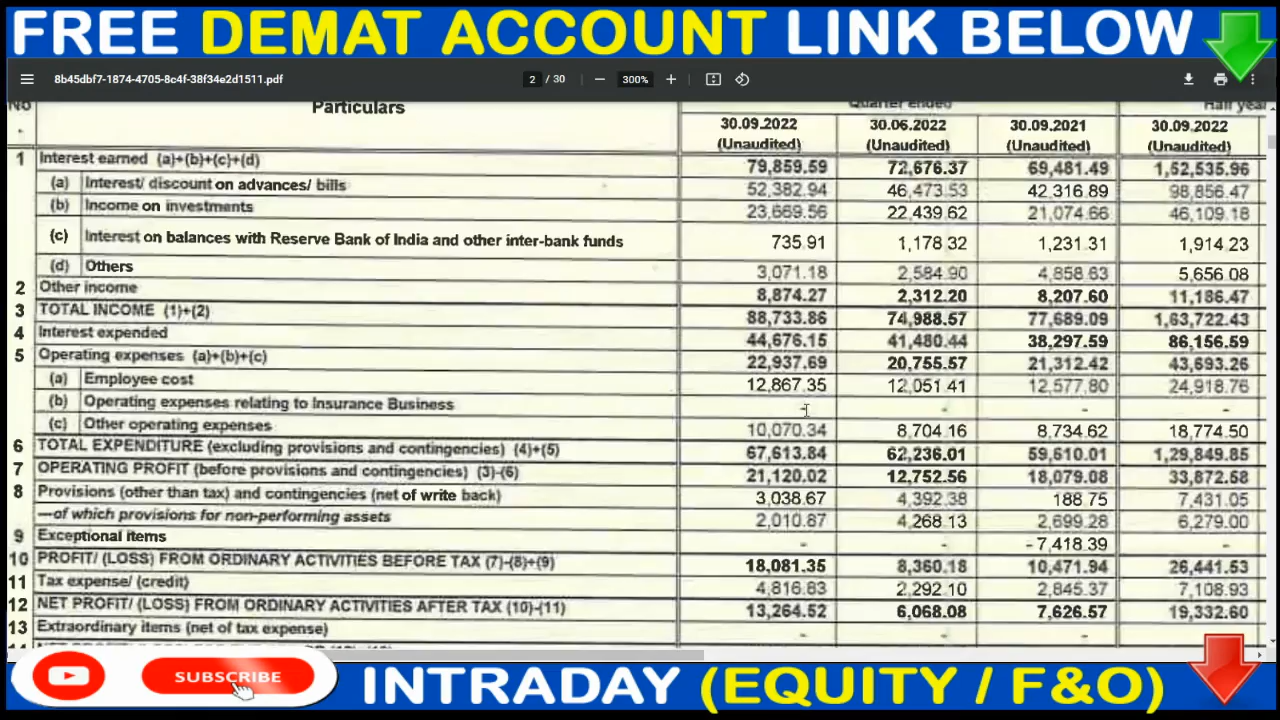 FREE DEMAT ACCOUNT LINK BELOW
8b45dbf7-1874-4705-8c4f-38f34e2d1511.pdf 2 / 30 300%
No Particulars Quarter ended Half year
30.09.2022 30.06.2022 30.09.2021 30.09.2022
(Unaudited) (Unaudited) (Unaudited) (Unaudited)
1 Interest earned (a)+(b)+(c)+(d) 79,859.59 72,676.37 69,481.49 1,52,535.96
(a) Interest/ discount on advances/ bills 52,382.94 46,473.53 42,316.89 98,856.47
(b) Income on investments 23,669.56 22,439.62 21,074.66 46,109.18
(c) Interest on balances with Reserve Bank of India and other inter-bank funds 735.91 1,178.32 1,231.31 1,914.23
(d) Others 3,071.18 2,584.90 4,858.63 5,656.08
2 Other income 8,874.27 2,312.20 8,207.60 11,186.47
3 TOTAL INCOME (1)+(2) 88,733.86 74,988.57 77,689.09 1,63,722.43
4 Interest expended 44,676.15 41,480.44 38,297.59 86,156.59
5 Operating expenses (a)+(b)+(c) 22,937.69 20,755.57 21,312.42 43,693.26
(a) Employee cost 12,867.35 12,051.41 12,577.80 24,918.76
(b) Operating expenses relating to Insurance Business - - - -
(c) Other operating expenses 10,070.34 8,704.16 8,734.62 18,774.50
6 TOTAL EXPENDITURE (excluding provisions and contingencies) (4)+(5) 67,613.84 62,236.01 59,610.01 1,29,849.85
7 OPERATING PROFIT (before provisions and contingencies) (3)-(6) 21,120.02 12,752.56 18,079.08 33,872.58
8 Provisions (other than tax) and contingencies (net of write back) 3,038.67 4,392.38 188.75 7,431.05
—of which provisions for non-performing assets 2,010.87 4,268.13 2,699.28 6,279.00
9 Exceptional items - - -7,418.39 -
10 PROFIT/ (LOSS) FROM ORDINARY ACTIVITIES BEFORE TAX (7)-(8)+(9) 18,081.35 8,360.18 10,471.94 26,441.53
11 Tax expense/ (credit) 4,816.83 2,292.10 2,845.37 7,108.93
12 NET PROFIT/ (LOSS) FROM ORDINARY ACTIVITIES AFTER TAX (10)-(11) 13,264.52 6,068.08 7,626.57 19,332.60
13 Extraordinary items (net of tax expense) - - - -
SUBSCRIBE
INTRADAY (EQUITY / F&O)